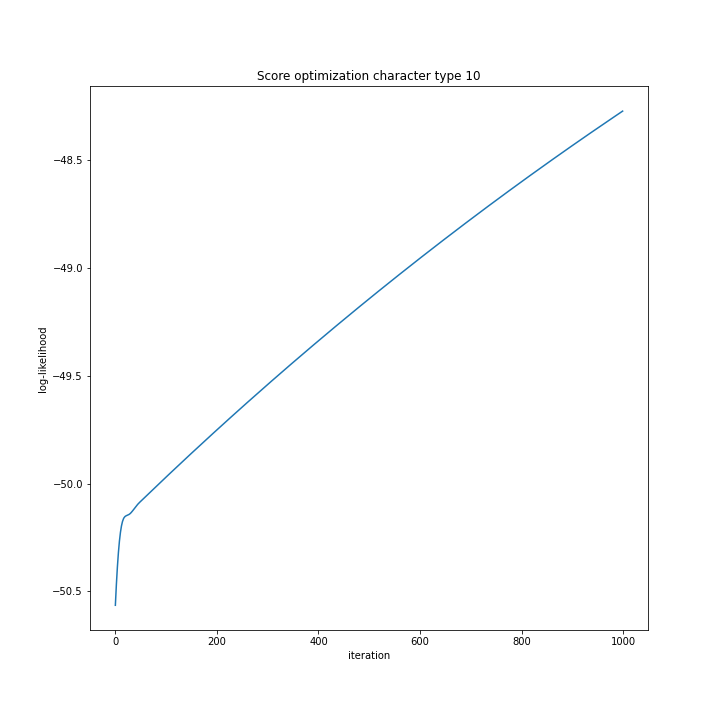 Score optimization character type 10
log-likelihood
−48.5
−49.0
−49.5
−50.0
−50.5
0 200 400 600 800 1000
iteration